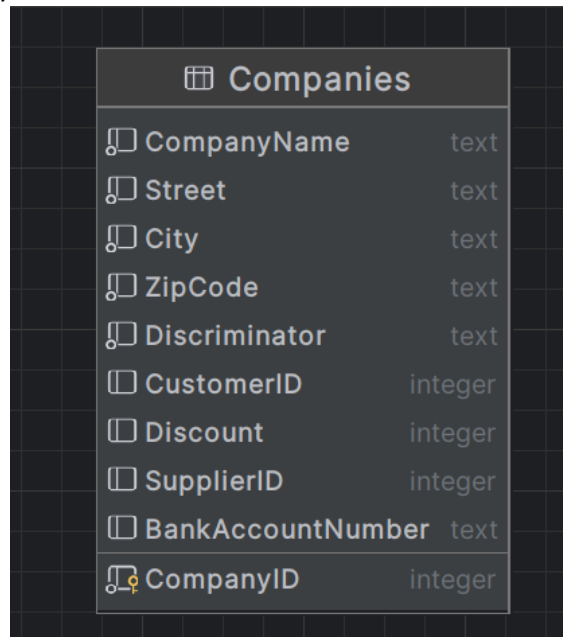 Companies
CompanyName text
Street text
City text
ZipCode text
Discriminator text
CustomerID integer
Discount integer
SupplierID integer
BankAccountNumber text
CompanyID integer